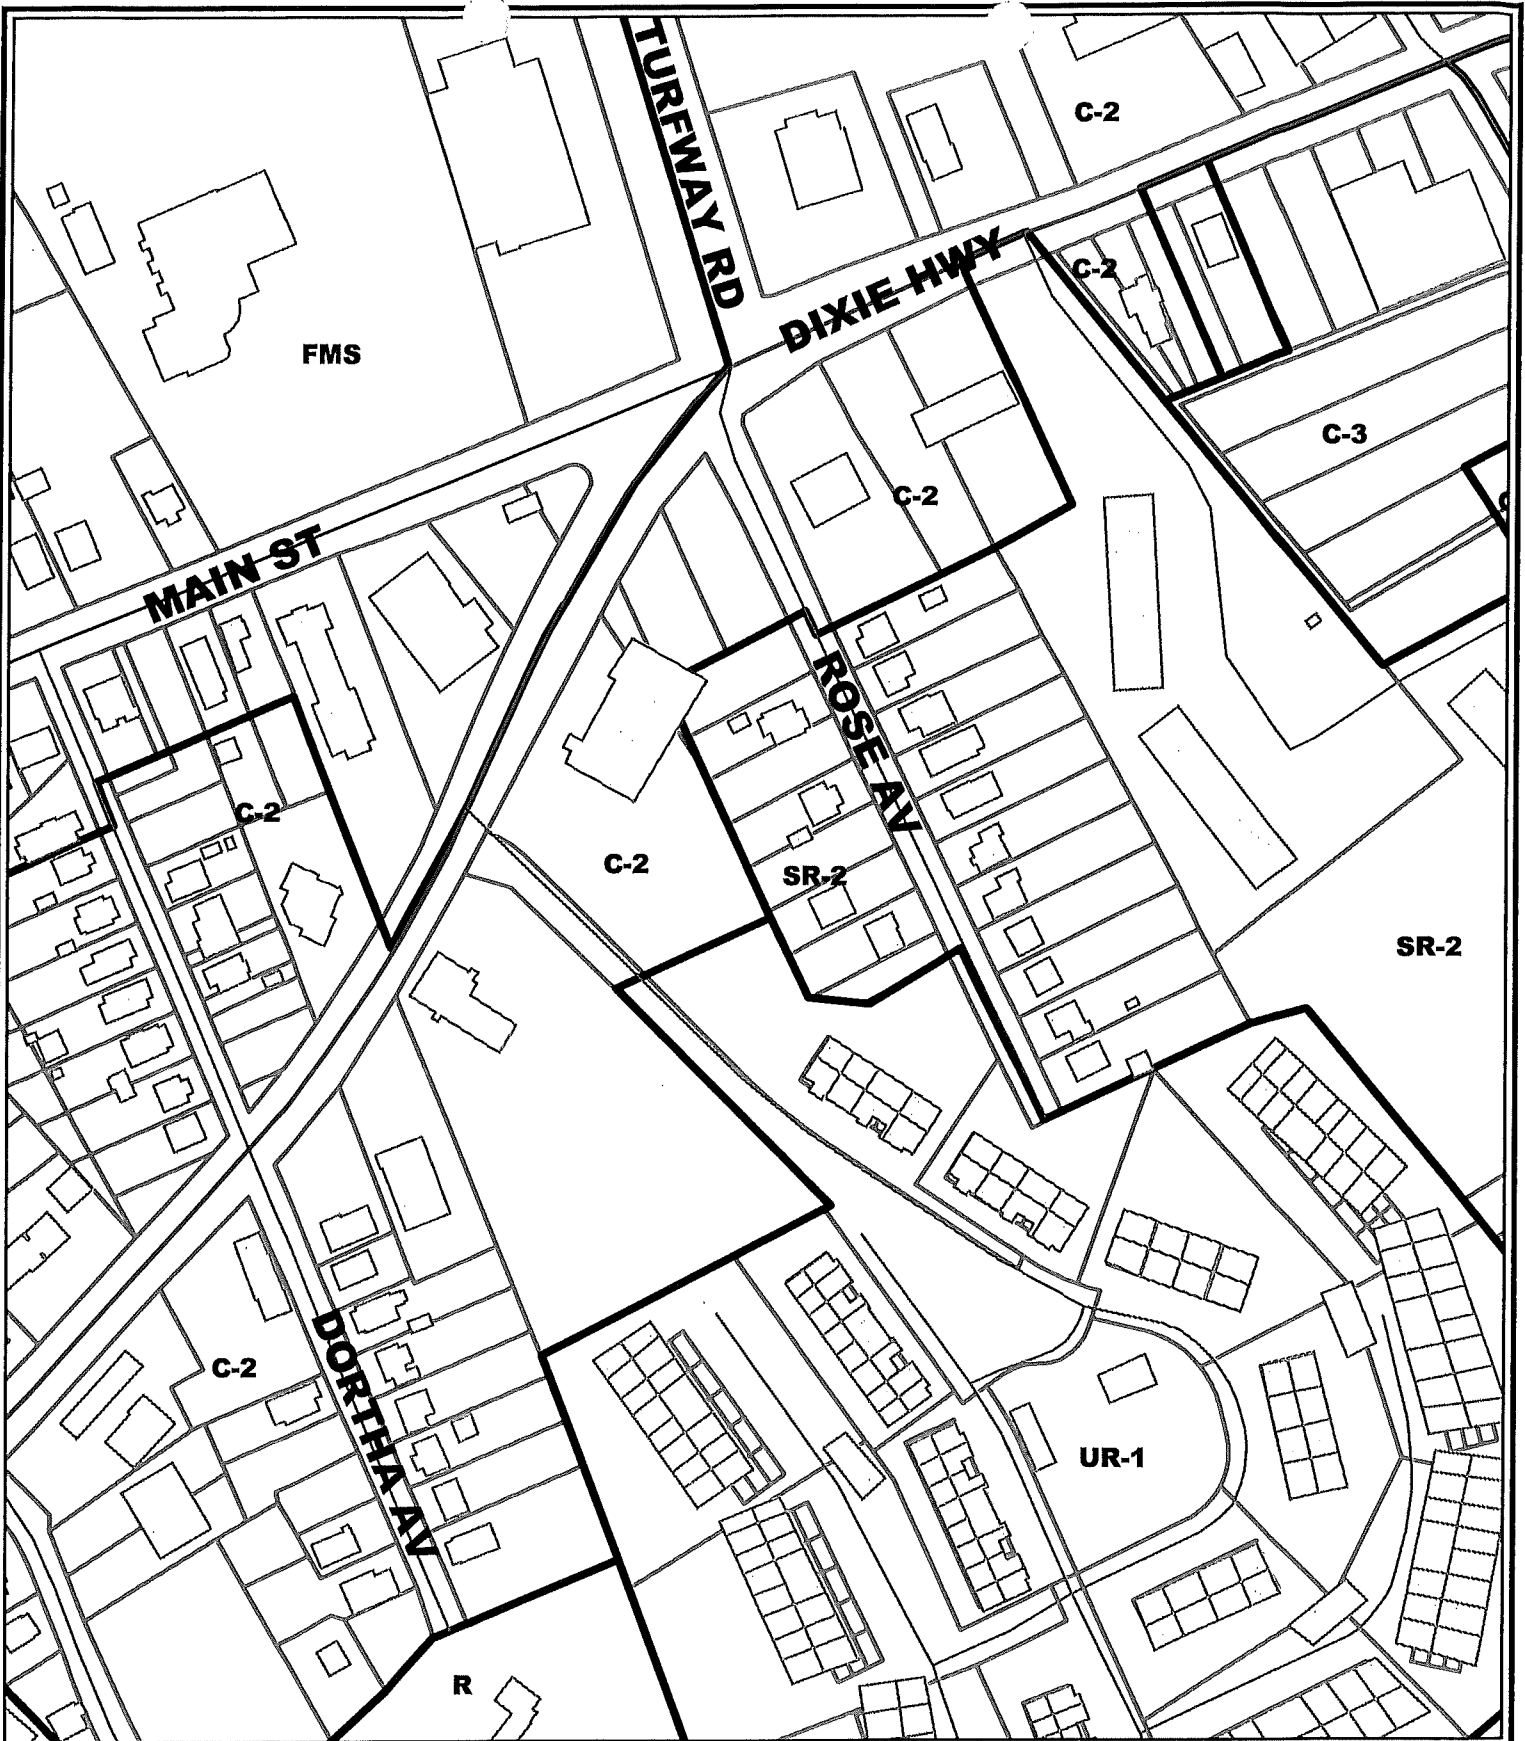 TURFWAY RD
C-2
DIXIE HWY
C-2
FMS
C-3
C-2
MAIN ST
ROSE AV
C-2
C-2
SR-2
SR-2
DORTHA AV
C-2
UR-1
R